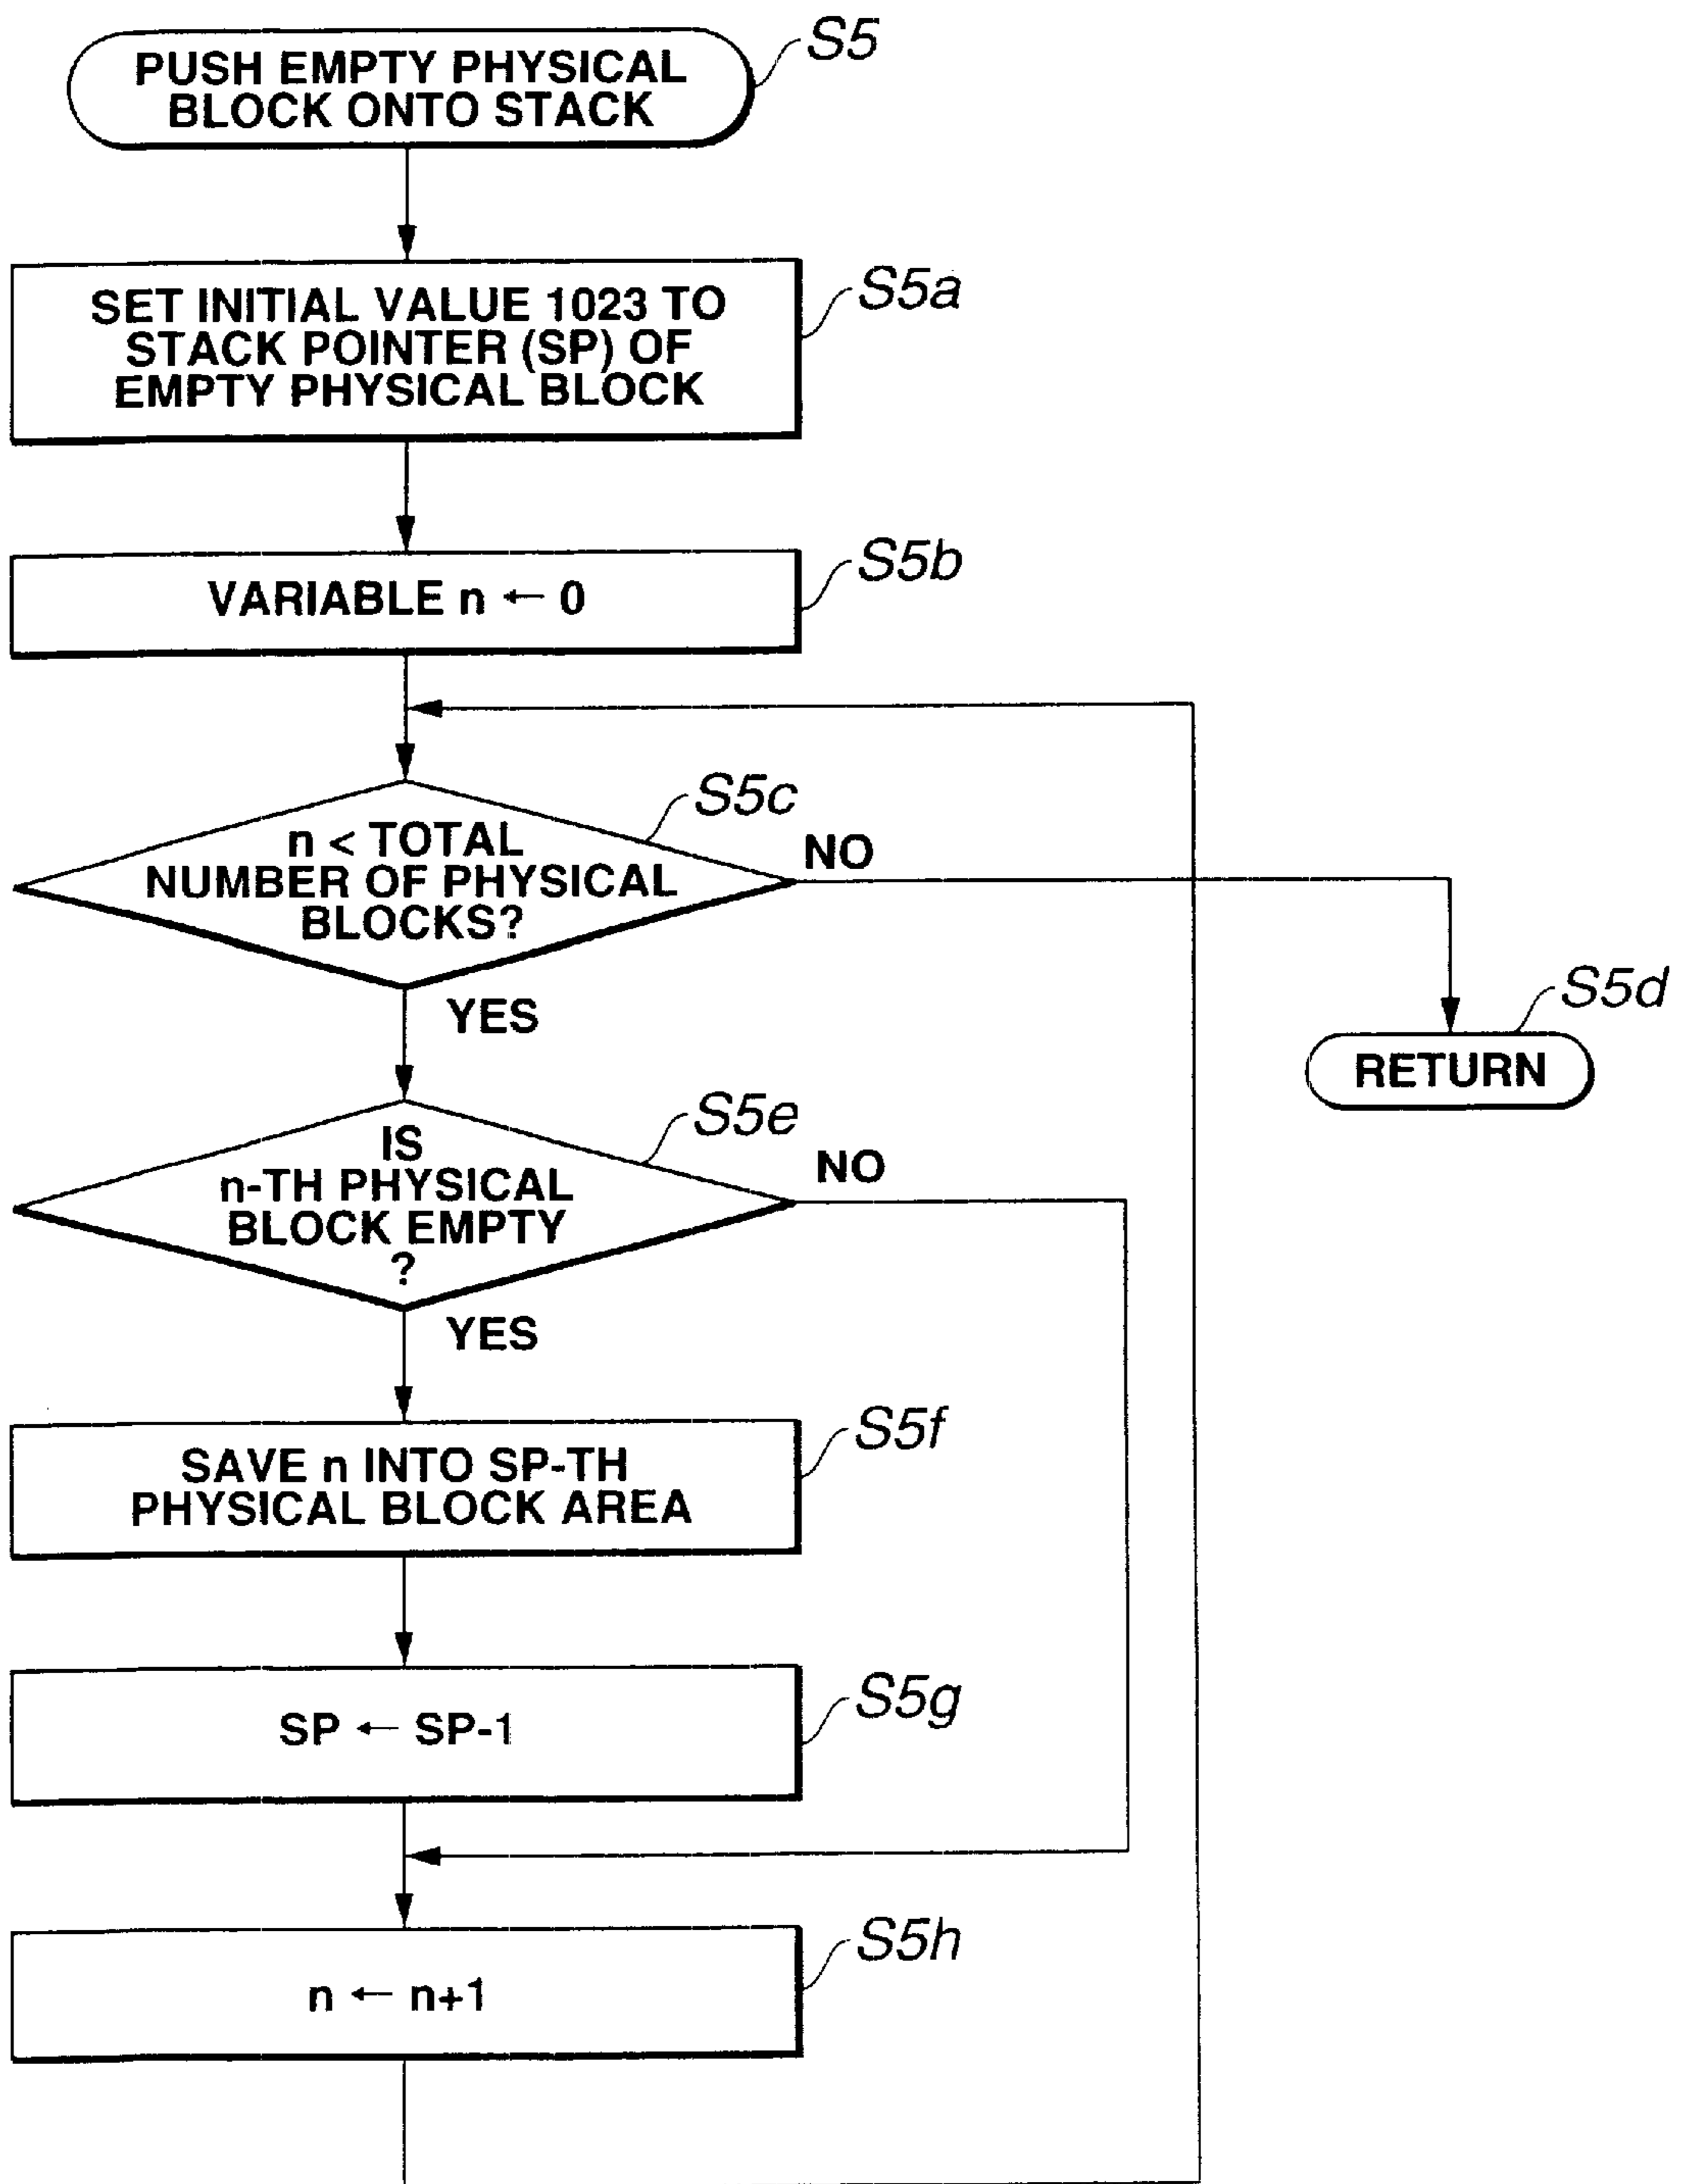 S5
PUSH EMPTY PHYSICAL
BLOCK ONTO STACK
S5a
SET INITIAL VALUE 1023 TO
STACK POINTER (SP) OF
EMPTY PHYSICAL BLOCK
S5b
VARIABLE n ← 0
S5c
n < TOTAL
NUMBER OF PHYSICAL
BLOCKS?
NO
YES
S5d
RETURN
S5e
IS
n-TH PHYSICAL
BLOCK EMPTY
?
NO
YES
S5f
SAVE n INTO SP-TH
PHYSICAL BLOCK AREA
S5g
SP ← SP-1
S5h
n ← n+1